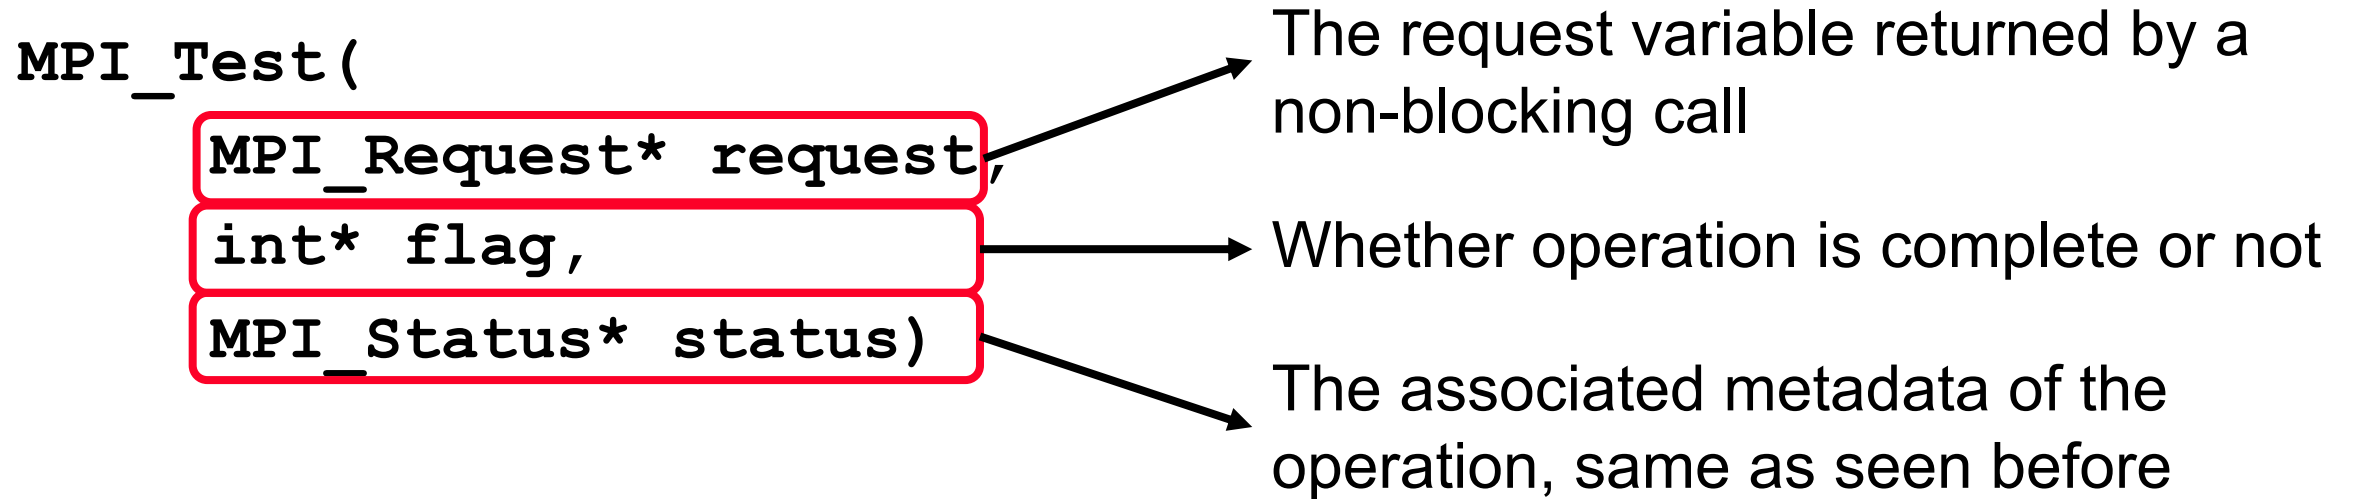 MPI_Test(
MPI_Request* request,
int* flag,
MPI_Status* status)
The request variable returned by a
non-blocking call
Whether operation is complete or not
The associated metadata of the
operation, same as seen before